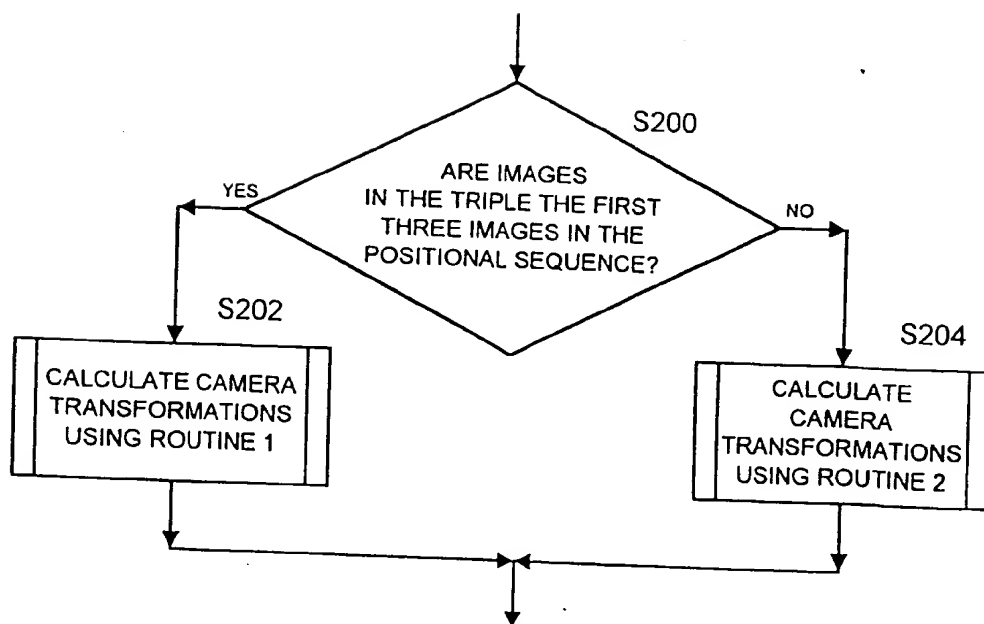 S200
ARE IMAGES
IN THE TRIPLE THE FIRST
THREE IMAGES IN THE
POSITIONAL SEQUENCE?
YES
NO
S202
CALCULATE CAMERA
TRANSFORMATIONS
USING ROUTINE 1
S204
CALCULATE
CAMERA
TRANSFORMATIONS
USING ROUTINE 2